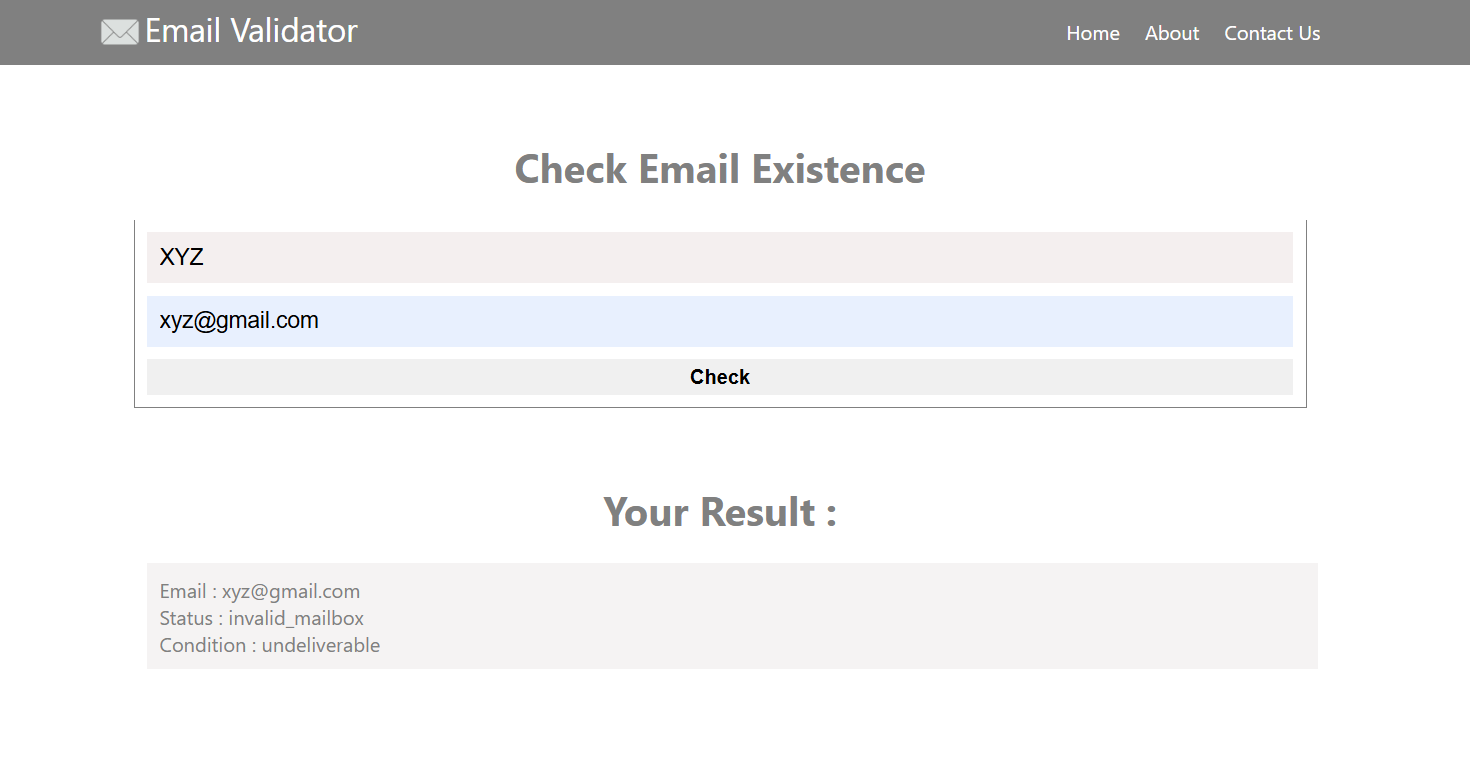 Email Validator
Home About Contact Us
Check Email Existence
XYZ
xyz@gmail.com
Check
Your Result :
Email : xyz@gmail.com
Status : invalid_mailbox
Condition : undeliverable